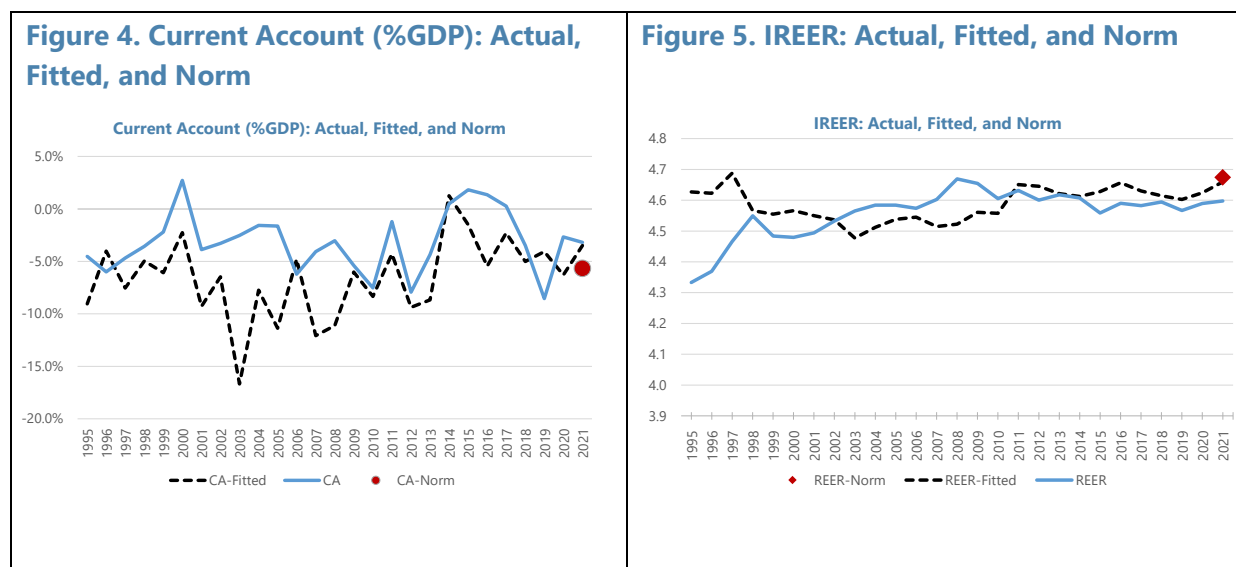 Figure 4. Current Account (%GDP): Actual,
Fitted, and Norm
Current Account (%GDP): Actual, Fitted, and Norm
5.0%
0.0%
-5.0%
-10.0%
-15.0%
-20.0%
1995 1996 1997 1998 1999 2000 2001 2002 2003 2004 2005 2006 2007 2008 2009 2010 2011 2012 2013 2014 2015 2016 2017 2018 2019 2020 2021
CA-Fitted CA CA-Norm
Figure 5. IREER: Actual, Fitted, and Norm
IREER: Actual, Fitted, and Norm
4.8
4.7
4.6
4.5
4.4
4.3
4.2
4.1
4.0
3.9
1995 1996 1997 1998 1999 2000 2001 2002 2003 2004 2005 2006 2007 2008 2009 2010 2011 2012 2013 2014 2015 2016 2017 2018 2019 2020 2021
REER-Norm REER-Fitted REER